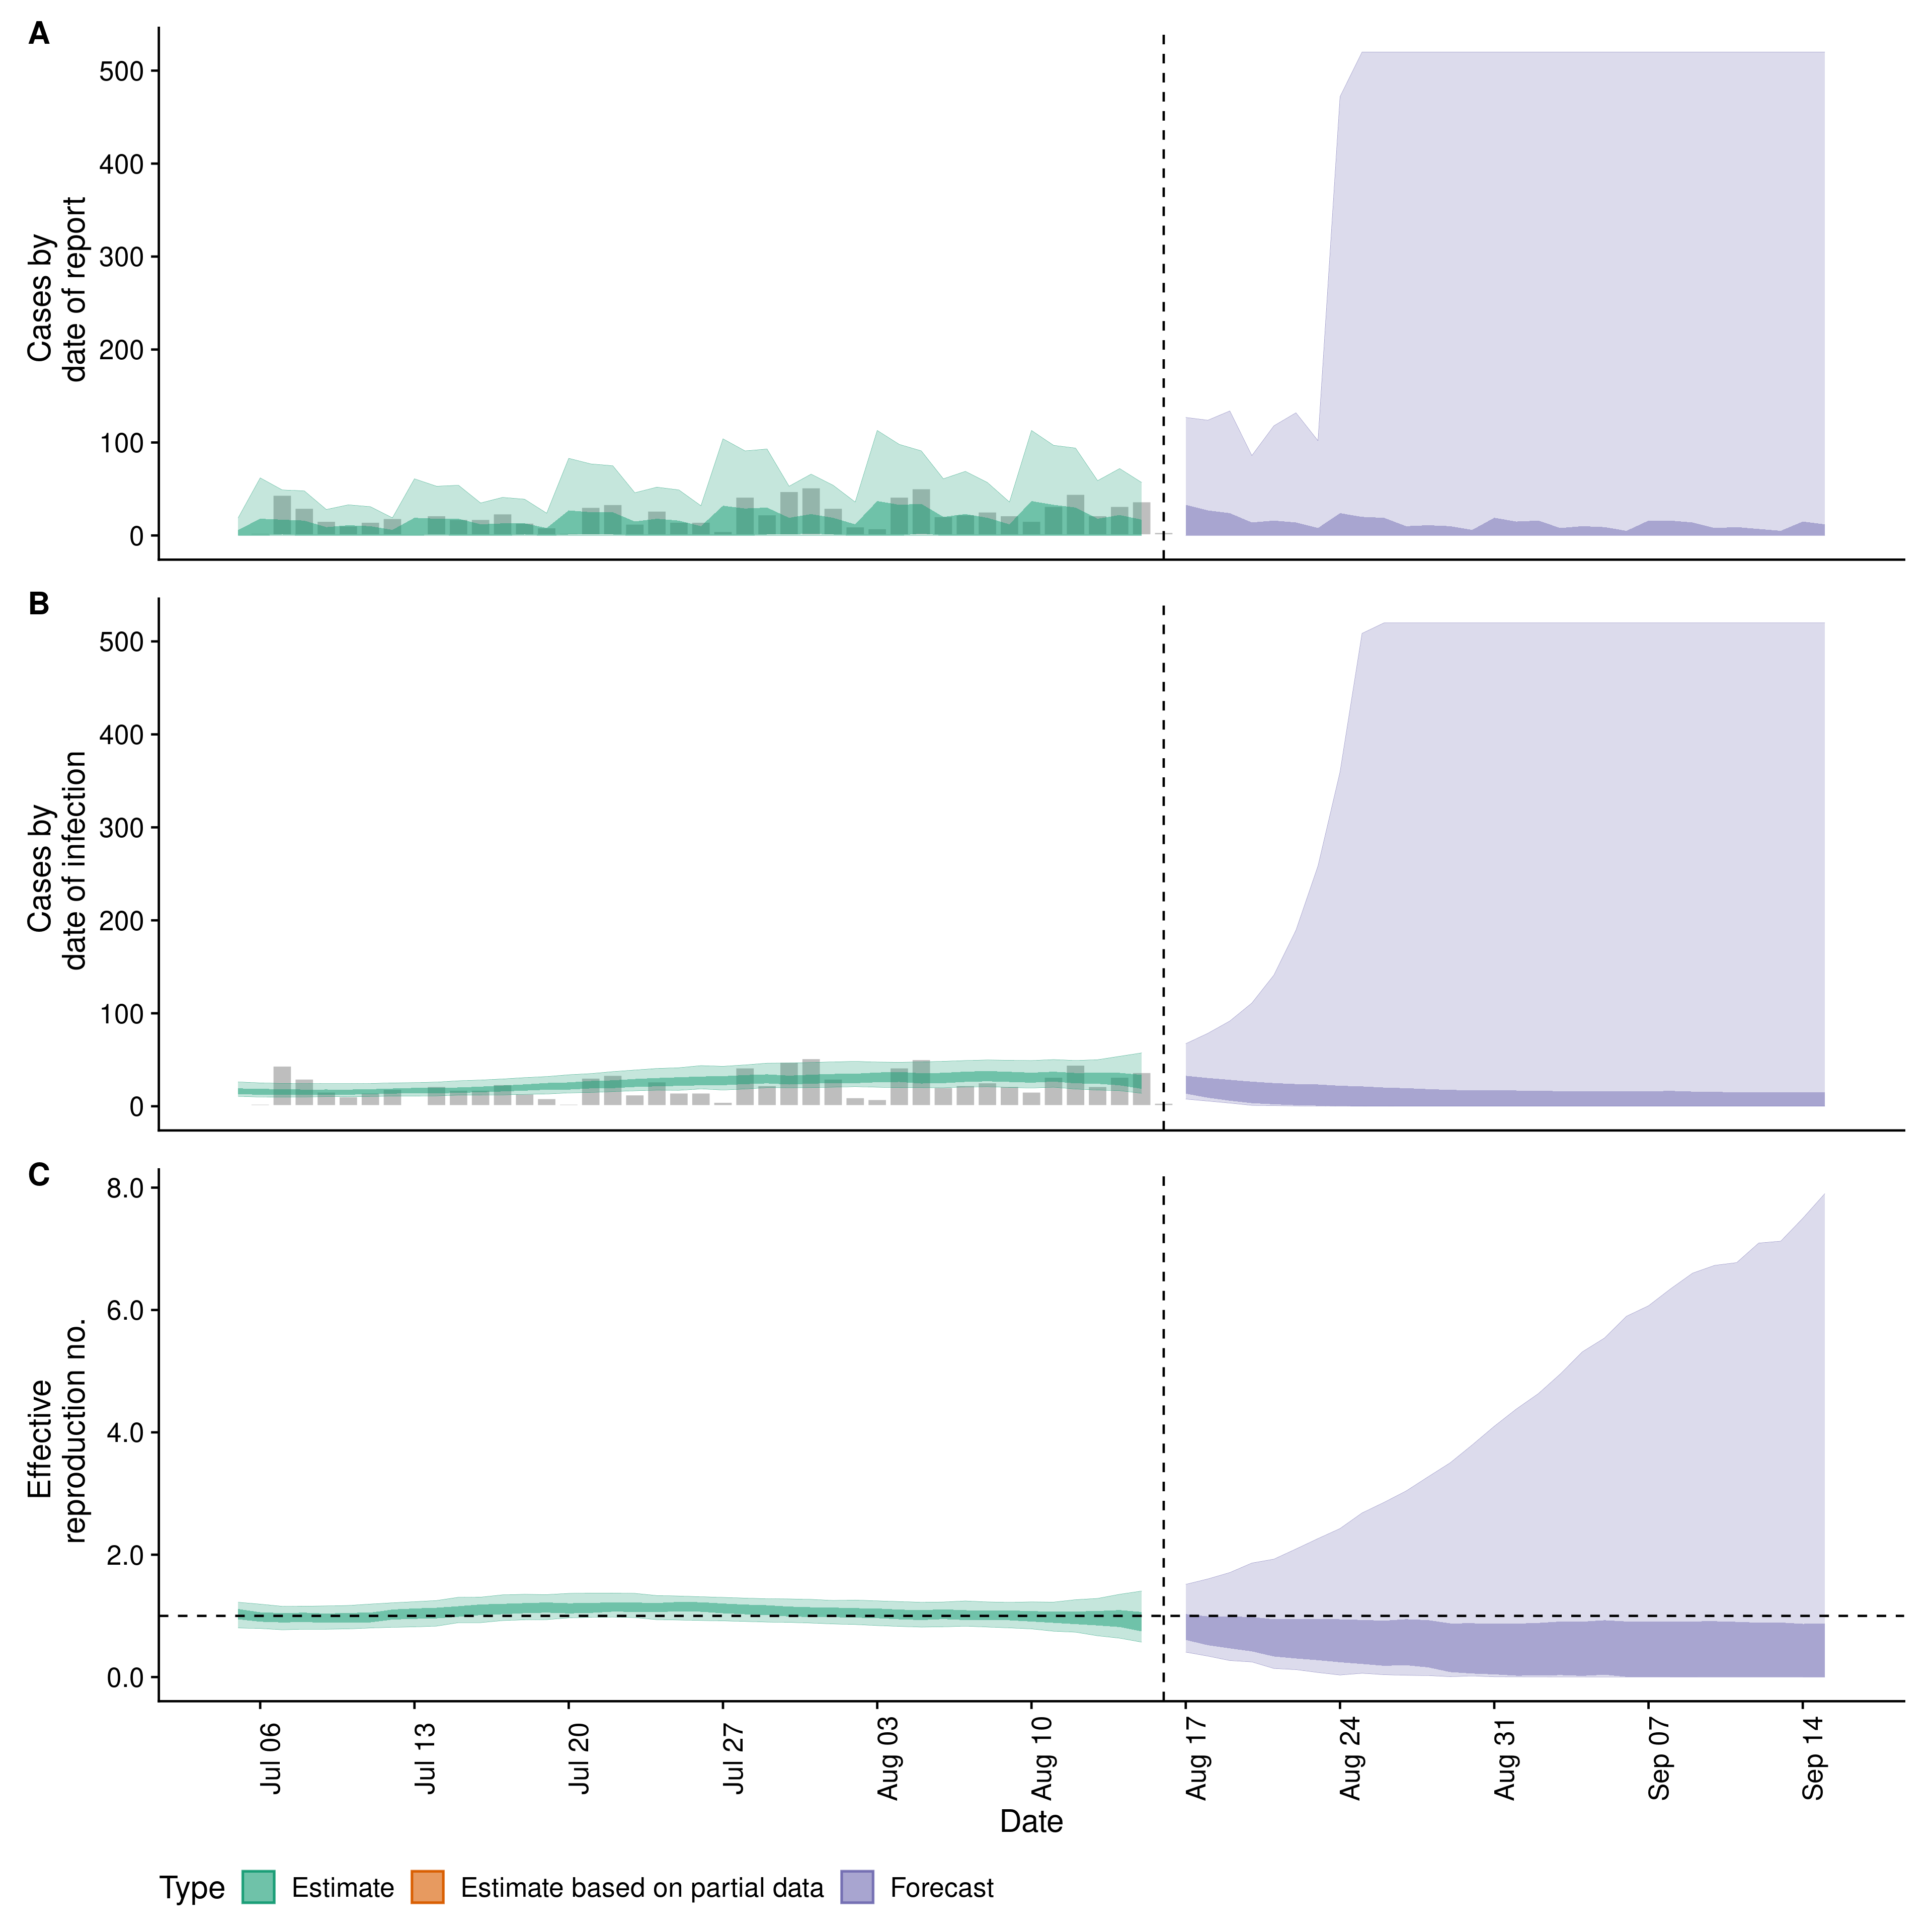 A
500
400
300
200
100
0
Cases by
date of report
B
500
400
300
200
100
0
Cases by
date of infection
C
8.0
6.0
4.0
2.0
0.0
Effective
reproduction no.
Jul 06
Jul 13
Jul 20
Jul 27
Aug 03
Aug 10
Aug 17
Aug 24
Aug 31
Sep 07
Sep 14
Date
Type Estimate Estimate based on partial data Forecast